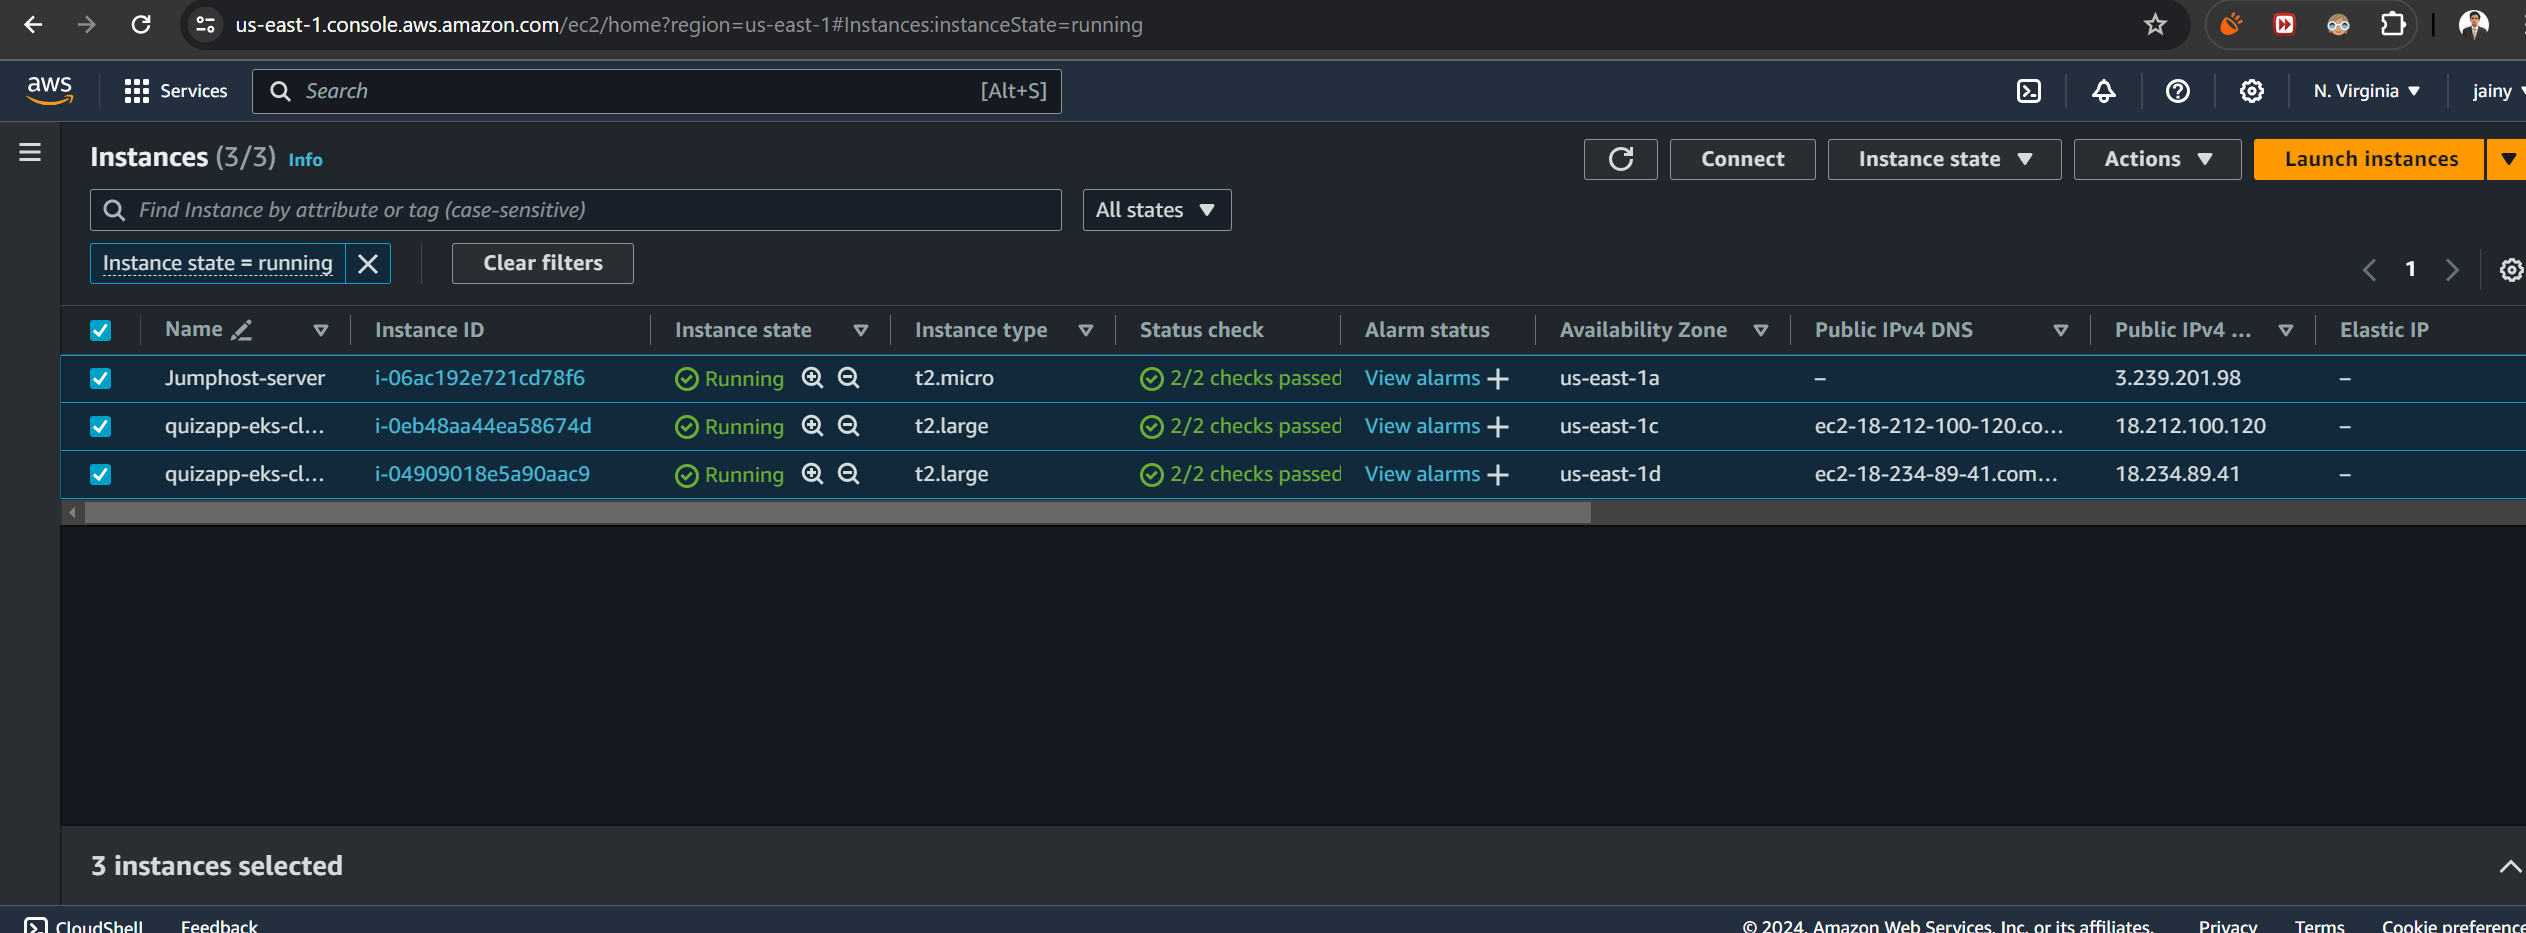 us-east-1.console.aws.amazon.com/ec2/home?region=us-east-1#Instances:instanceState=running
aws Services Search [Alt+S] N. Virginia ▼ jainy
Instances (3/3) Info Connect Instance state ▼ Actions ▼ Launch instances ▼
Find Instance by attribute or tag (case-sensitive) All states ▼
Instance state = running Clear filters
1
Name Instance ID Instance state Instance type Status check Alarm status Availability Zone Public IPv4 DNS Public IPv4 ... Elastic IP
Jumphost-server i-06ac192e721cd78f6 Running t2.micro 2/2 checks passed View alarms + us-east-1a – 3.239.201.98 –
quizapp-eks-cl... i-0eb48aa44ea58674d Running t2.large 2/2 checks passed View alarms + us-east-1c ec2-18-212-100-120.co... 18.212.100.120 –
quizapp-eks-cl... i-04909018e5a90aac9 Running t2.large 2/2 checks passed View alarms + us-east-1d ec2-18-234-89-41.com... 18.234.89.41 –
3 instances selected
CloudShell Feedback © 2024, Amazon Web Services, Inc. or its affiliates. Privacy Terms Cookie preference